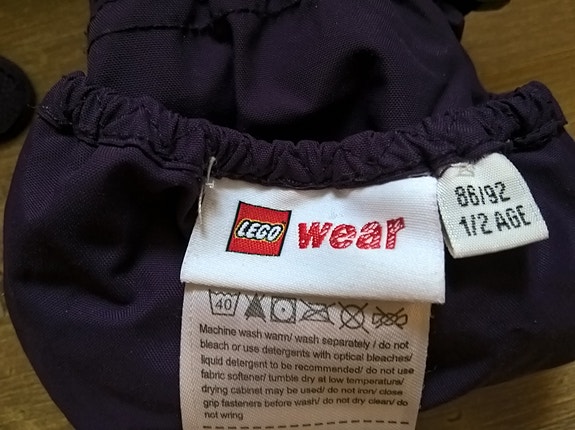 LEGO wear
86/92
1/2 AGE
40
Machine wash warm/ wash separately / do not
bleach or use detergents with optical bleaches/
liquid detergent to be recommended/ do not use
fabric softener/ tumble dry at low temperature/
drying cabinet may be used/ do not iron/ close
grip fasteners before wash/ do not dry clean/ do
not wring